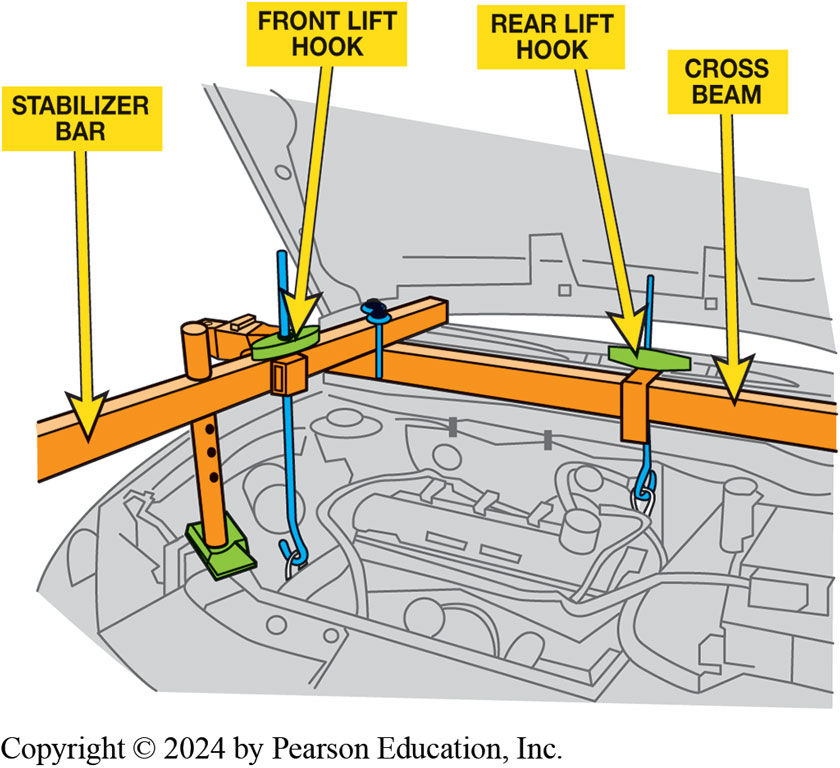 FRONT LIFT
HOOK
REAR LIFT
HOOK
CROSS
BEAM
STABILIZER
BAR
Copyright © 2024 by Pearson Education, Inc.